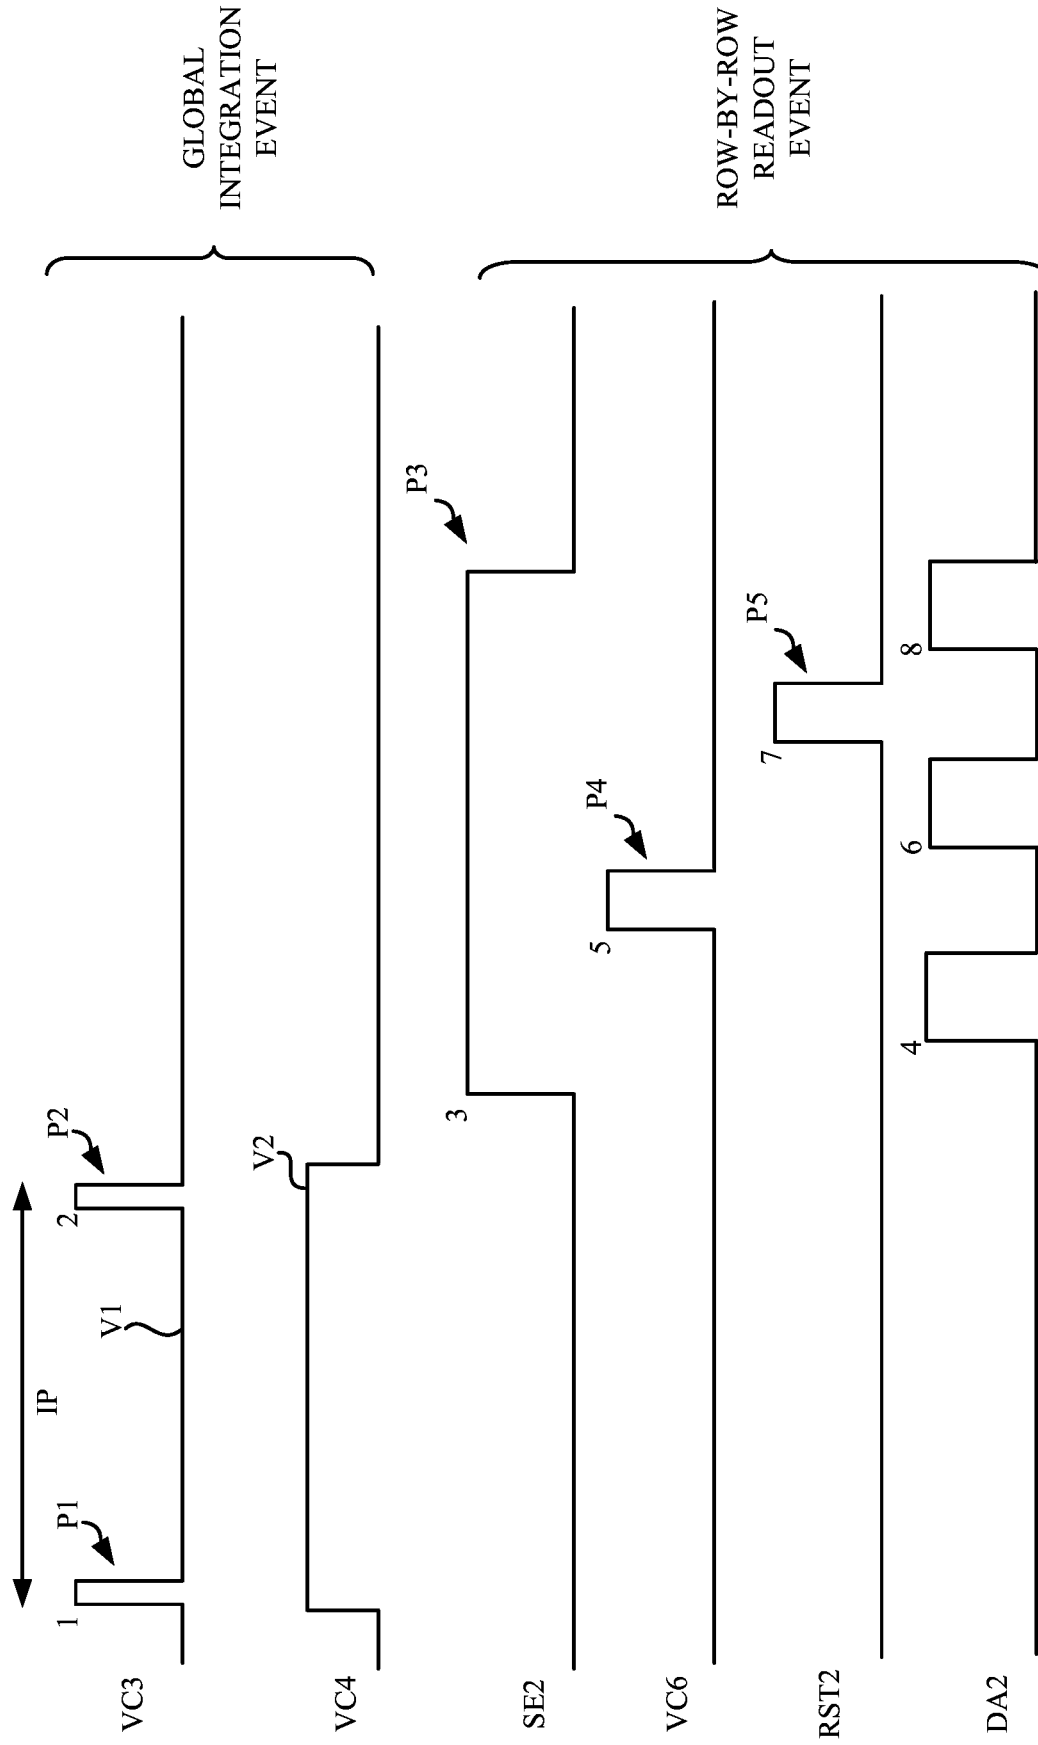 IP
1
P1
V1
2
P2
VC3
VC4
V2
GLOBAL
INTEGRATION
EVENT
SE2
3
P3
VC6
5
P4
RST2
7
P5
DA2
4
6
8
ROW-BY-ROW
READOUT
EVENT